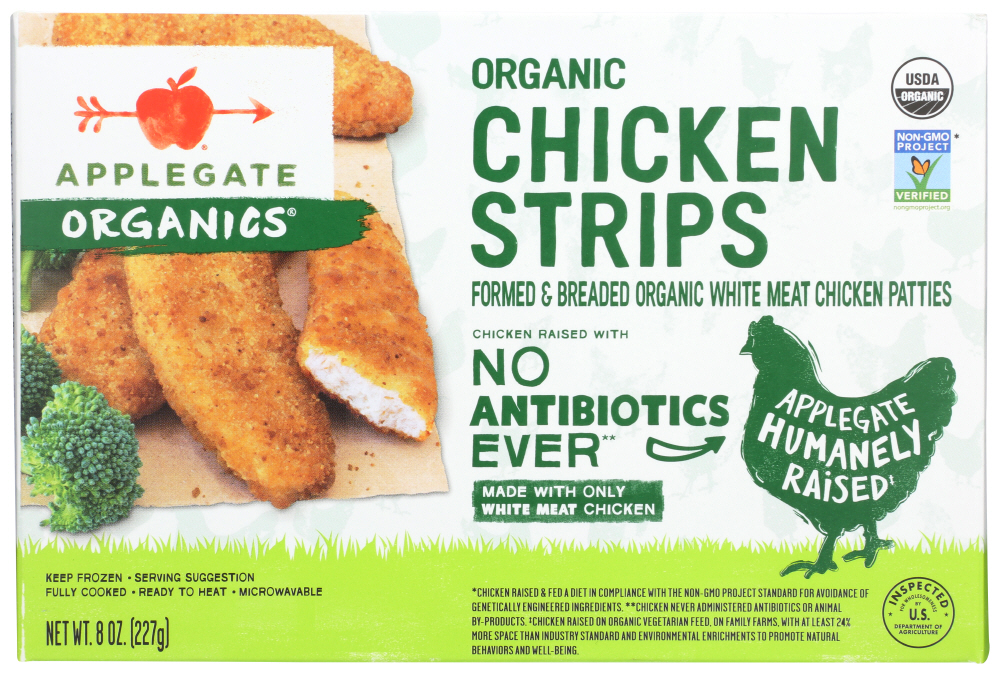 APPLEGATE
ORGANICS®
ORGANIC
CHICKEN
STRIPS
FORMED & BREADED ORGANIC WHITE MEAT CHICKEN PATTIES
CHICKEN RAISED WITH
NO
ANTIBIOTICS
EVER**
MADE WITH ONLY
WHITE MEAT CHICKEN
USDA
ORGANIC
NON-GMO *
PROJECT
VERIFIED
nongmoproject.org
APPLEGATE
HUMANELY
RAiSED‡
KEEP FROZEN • SERVING SUGGESTION
FULLY COOKED • READY TO HEAT • MICROWAVABLE
NET WT. 8 OZ. (227g)
*CHICKEN RAISED & FED A DIET IN COMPLIANCE WITH THE NON-GMO PROJECT STANDARD FOR AVOIDANCE OF
GENETICALLY ENGINEERED INGREDIENTS. **CHICKEN NEVER ADMINISTERED ANTIBIOTICS OR ANIMAL
BY-PRODUCTS. ‡CHICKEN RAISED ON ORGANIC VEGETARIAN FEED, ON FAMILY FARMS, WITH AT LEAST 24%
MORE SPACE THAN INDUSTRY STANDARD AND ENVIRONMENTAL ENRICHMENTS TO PROMOTE NATURAL
BEHAVIORS AND WELL-BEING.
INSPECTED
FOR WHOLESOMENESS
BY
U.S.
DEPARTMENT OF
AGRICULTURE